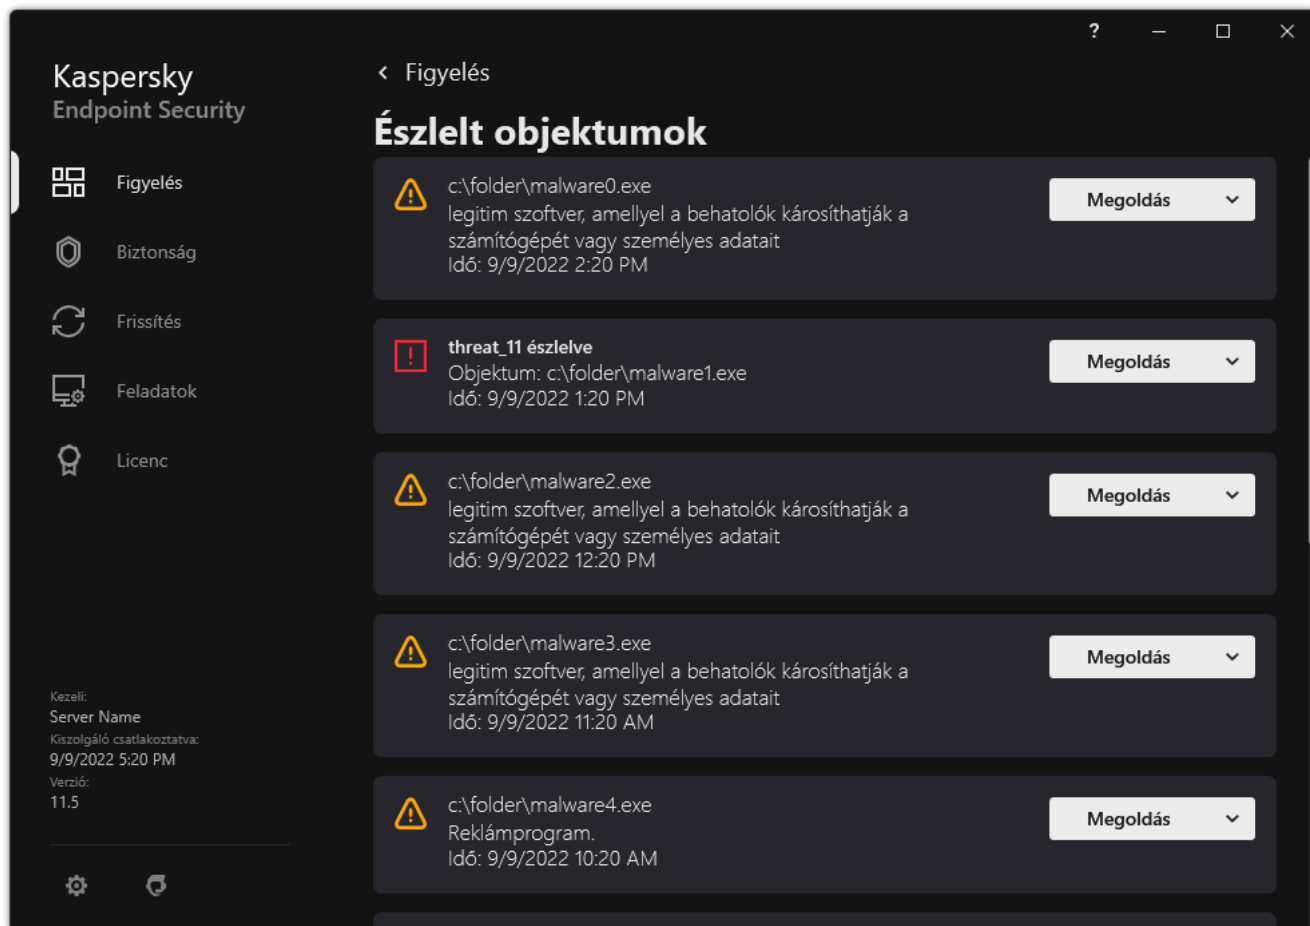 ?
Kaspersky
Endpoint Security
Figyelés
Biztonság
Frissítés
Feladatok
Licenc
Kezeli:
Server Name
Kiszolgáló csatlakoztatva:
9/9/2022 5:20 PM
Verzió:
11.5
Figyelés
Észlelt objektumok
c:\folder\malware0.exe
legitim szoftver, amellyel a behatolók károsíthatják a
számítógépét vagy személyes adatait
Idő: 9/9/2022 2:20 PM
Megoldás
threat_11 észlelve
Objektum: c:\folder\malware1.exe
Idő: 9/9/2022 1:20 PM
Megoldás
c:\folder\malware2.exe
legitim szoftver, amellyel a behatolók károsíthatják a
számítógépét vagy személyes adatait
Idő: 9/9/2022 12:20 PM
Megoldás
c:\folder\malware3.exe
legitim szoftver, amellyel a behatolók károsíthatják a
számítógépét vagy személyes adatait
Idő: 9/9/2022 11:20 AM
Megoldás
c:\folder\malware4.exe
Reklámprogram.
Idő: 9/9/2022 10:20 AM
Megoldás